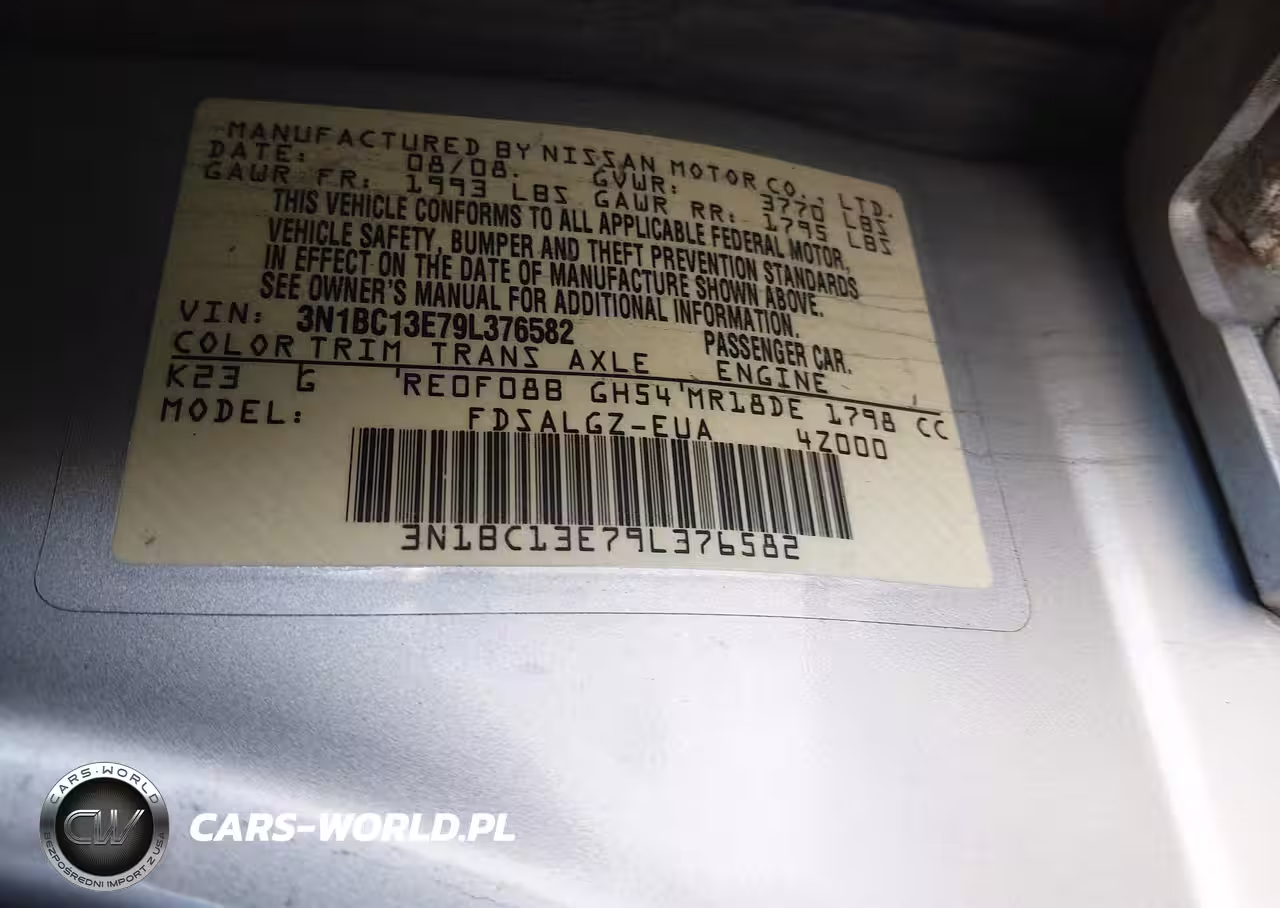 MANUFACTURED BY NISSAN MOTOR CO., LTD.
DATE: 08/08. GVWR: 3770 LBS
GAWR FR: 1993 LBS GAWR RR: 1795 LBS
THIS VEHICLE CONFORMS TO ALL APPLICABLE FEDERAL MOTOR,
VEHICLE SAFETY, BUMPER AND THEFT PREVENTION STANDARDS
IN EFFECT ON THE DATE OF MANUFACTURE SHOWN ABOVE.
SEE OWNER'S MANUAL FOR ADDITIONAL INFORMATION.
VIN: 3N1BC13E79L376582 PASSENGER CAR.
COLOR TRIM TRANS AXLE ENGINE
K23 G RE0F08B GH54 MR18DE 1798 CC
MODEL: FDSALGZ-EUA 4Z000
3N1BC13E79L376582
CARS-WORLD
CW
BEZPOŚREDNI IMPORT Z USA
CARS-WORLD.PL